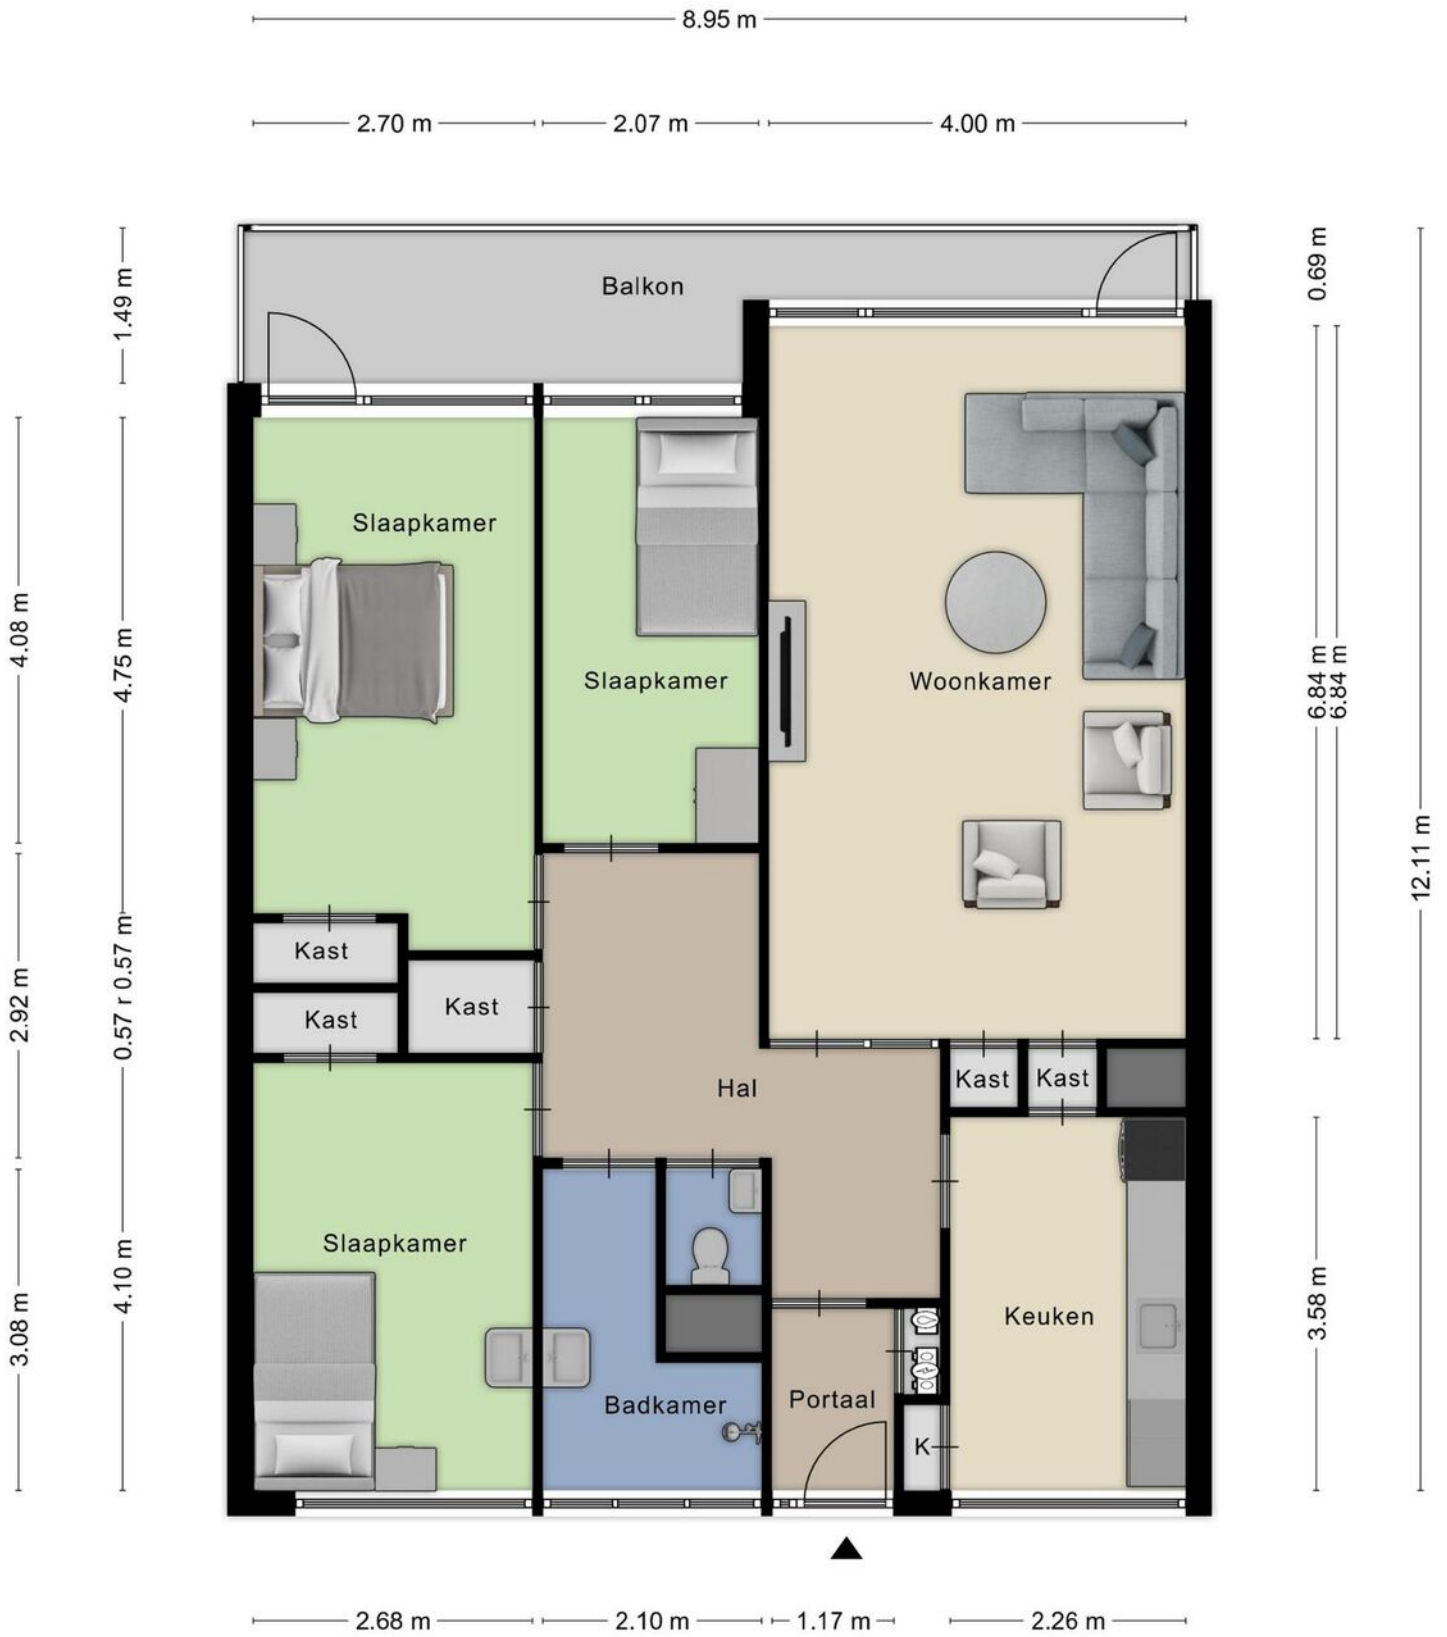 8.95 m
2.70 m
2.07 m
4.00 m
1.49 m
0.69 m
Balkon
4.08 m
4.75 m
Slaapkamer
Slaapkamer
Woonkamer
6.84 m
6.84 m
12.11 m
2.92 m
0.57 r 0.57 m
Kast
Kast
Kast
Hal
Kast
Kast
3.08 m
4.10 m
Slaapkamer
Badkamer
Portaal
K
Keuken
3.58 m
2.68 m
2.10 m
1.17 m
2.26 m